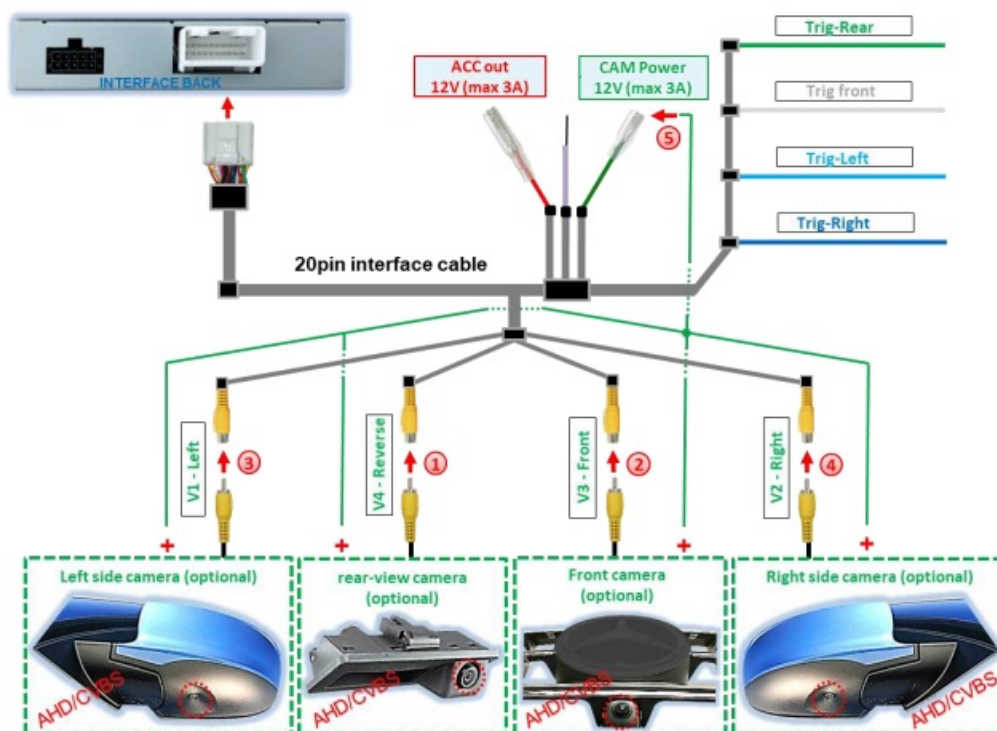 INTERFACE BACK
ACC out
12V (max 3A)
CAM Power
12V (max 3A)
5
Trig-Rear
Trig front
Trig-Left
Trig-Right
20pin interface cable
V1 - Left
3
V4 - Reverse
1
V3 - Front
2
V2 - Right
4
+
+
+
+
Left side camera (optional)
AHD/CVBS
rear-view camera
(optional)
AHD/CVBS
Front camera
(optional)
AHD/CVBS
Right side camera (optional)
AHD/CVBS